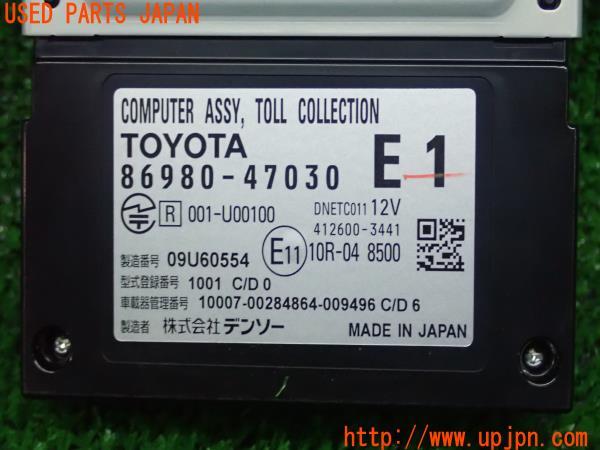 USED PARTS JAPAN
COMPUTER ASSY, TOLL COLLECTION
TOYOTA
86980-47030
E1
R 001-U00100
DNETC011 12V
412600-3441
E11 10R-04 8500
製造番号 09U60554
型式登録番号 1001 C/D 0
車載器管理番号 10007-00284864-009496 C/D 6
製造者 株式会社デンソー
MADE IN JAPAN
UPJ http://www.upjpn.com